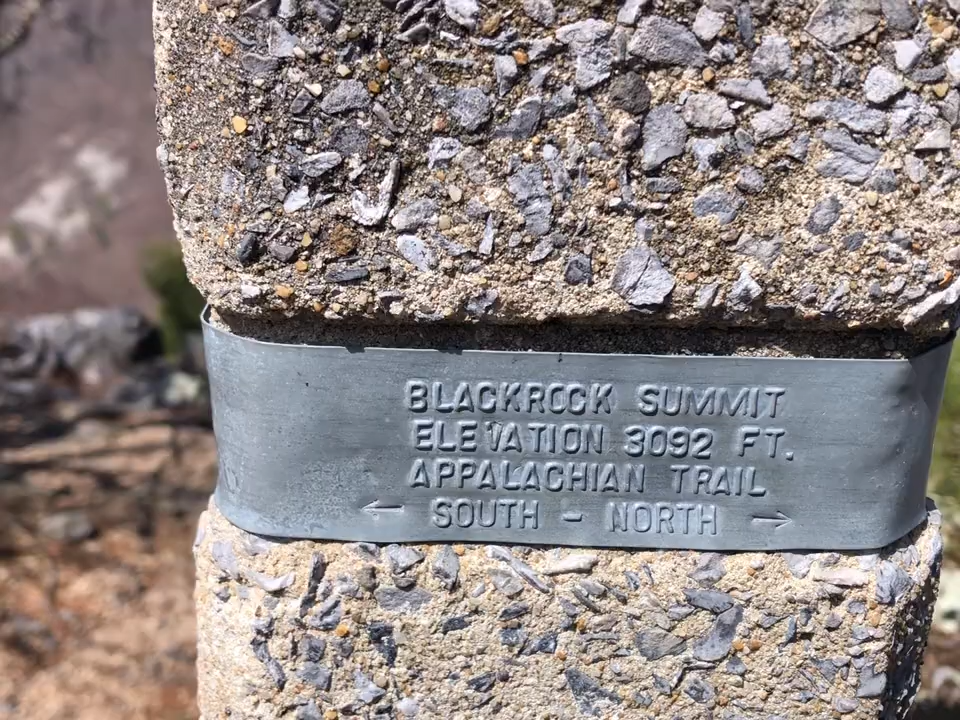 BLACKROCK SUMMIT
ELEVATION 3092 FT.
APPALACHIAN TRAIL
← SOUTH - NORTH →